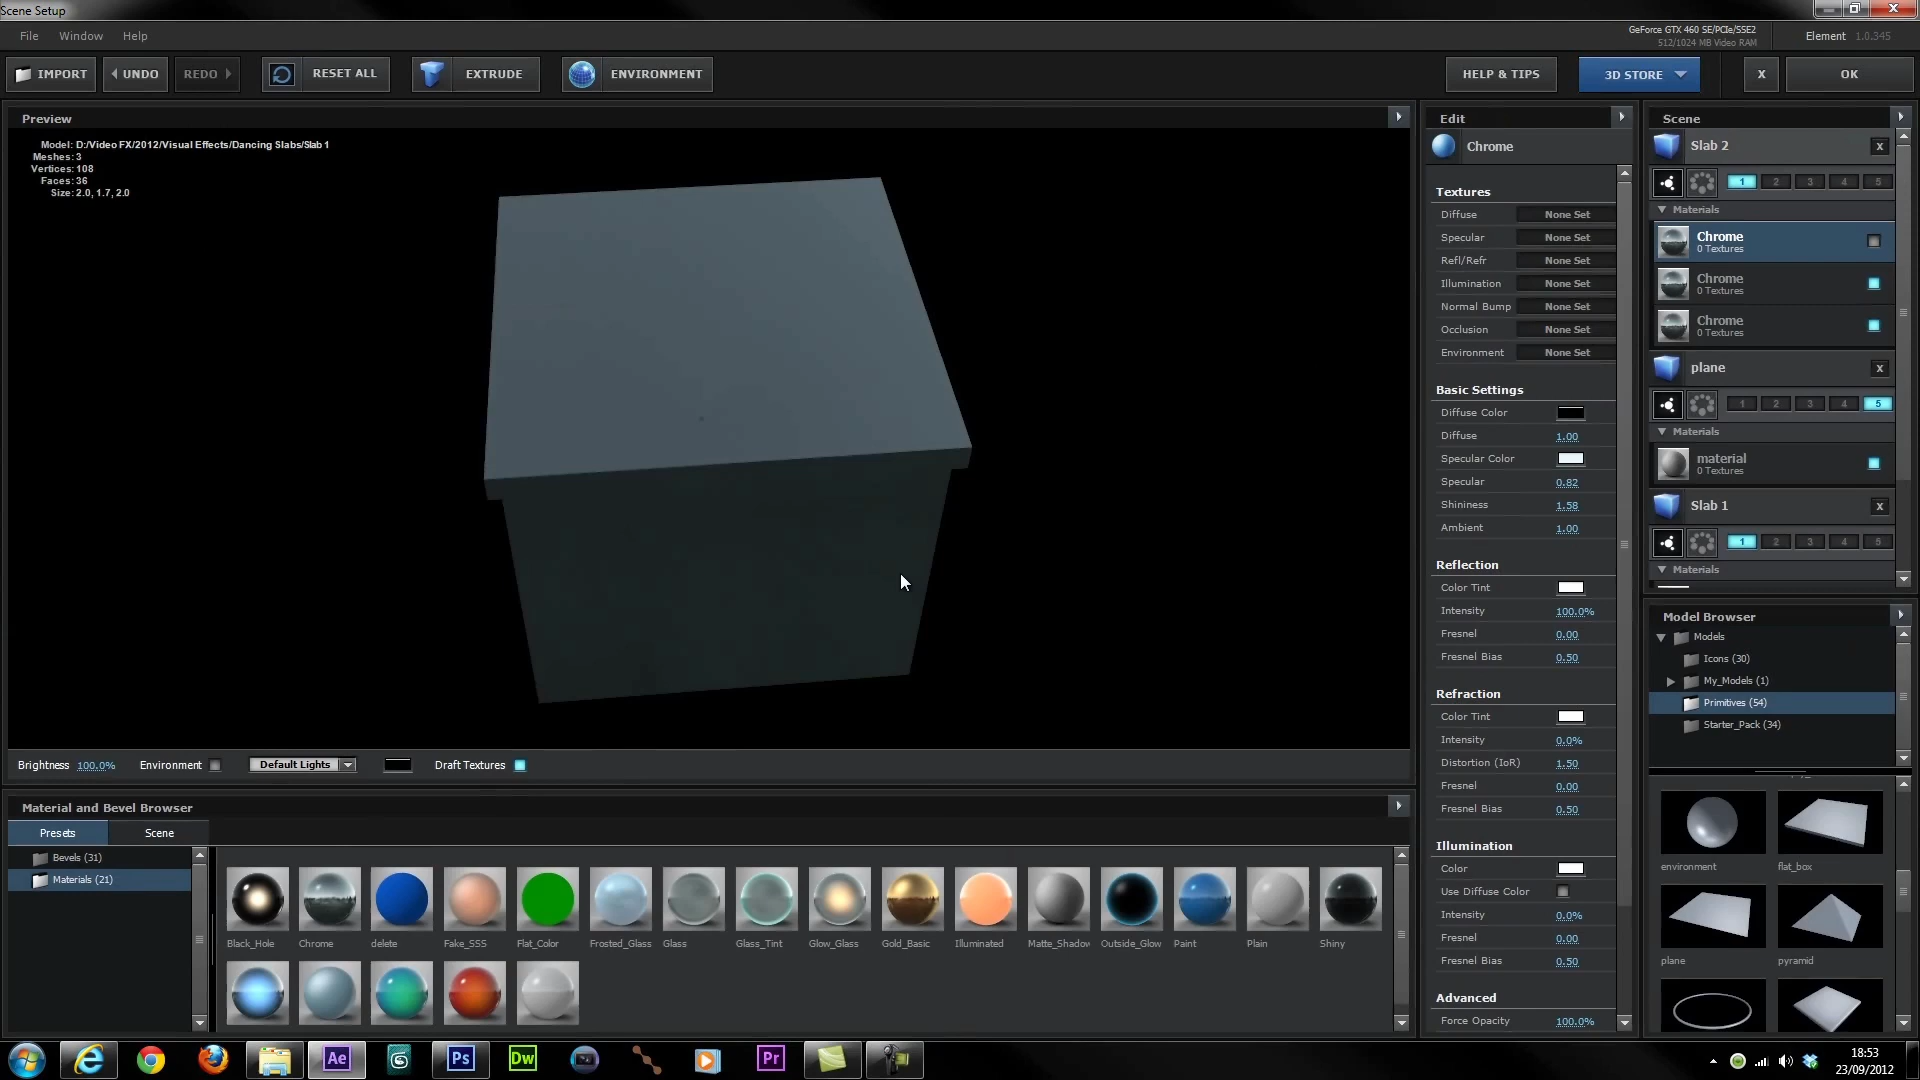 Scene Setup
File Window Help
GeForce GTX 460 SE/PCIe/SSE2
512/1024 MB Video RAM
Element 1.0.345
IMPORT UNDO REDO RESET ALL EXTRUDE ENVIRONMENT HELP & TIPS 3D STORE X OK
Preview
Model: D:/Video FX/2012/Visual Effects/Dancing Slabs/Slab 1
Meshes: 3
Vertices: 108
Faces: 36
Size: 2.0, 1.7, 2.0
Brightness 100.0% Environment Default Lights Draft Textures
Material and Bevel Browser
Presets Scene
Bevels (31)
Materials (21)
Black_Hole Chrome delete Fake_SSS Flat_Color Frosted_Glass Glass Glass_Tint Glow_Glass Gold_Basic Illuminated Matte_Shadow Outside_Glow Paint Plain Shiny
Edit
Chrome
Textures
Diffuse None Set
Specular None Set
Refl/Refr None Set
Illumination None Set
Normal Bump None Set
Occlusion None Set
Environment None Set
Basic Settings
Diffuse Color
Diffuse 1.00
Specular Color
Specular 0.82
Shininess 1.58
Ambient 1.00
Reflection
Color Tint
Intensity 100.0%
Fresnel 0.00
Fresnel Bias 0.50
Refraction
Color Tint
Intensity 0.0%
Distortion (IoR) 1.50
Fresnel 0.00
Fresnel Bias 0.50
Illumination
Color
Use Diffuse Color
Intensity 0.0%
Fresnel 0.00
Fresnel Bias 0.50
Advanced
Force Opacity 100.0%
Scene
Slab 2 X
1 2 3 4 5
Materials
Chrome
0 Textures
Chrome
0 Textures
Chrome
0 Textures
plane X
1 2 3 4 5
Materials
material
0 Textures
Slab 1 X
1 2 3 4 5
Materials
Model Browser
Models
Icons (30)
My_Models (1)
Primitives (54)
Starter_Pack (34)
environment flat_box
plane pyramid
Ae Ps Dw Pr
18:53
23/09/2012